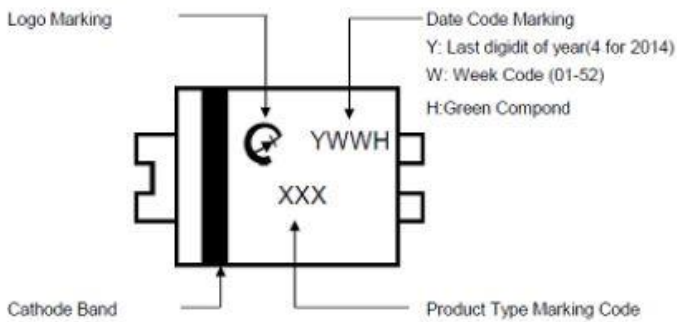 Logo Marking
Date Code Marking
Y: Last digidit of year(4 for 2014)
W: Week Code (01-52)
H:Green Compond
YWWH
XXX
Cathode Band
Product Type Marking Code